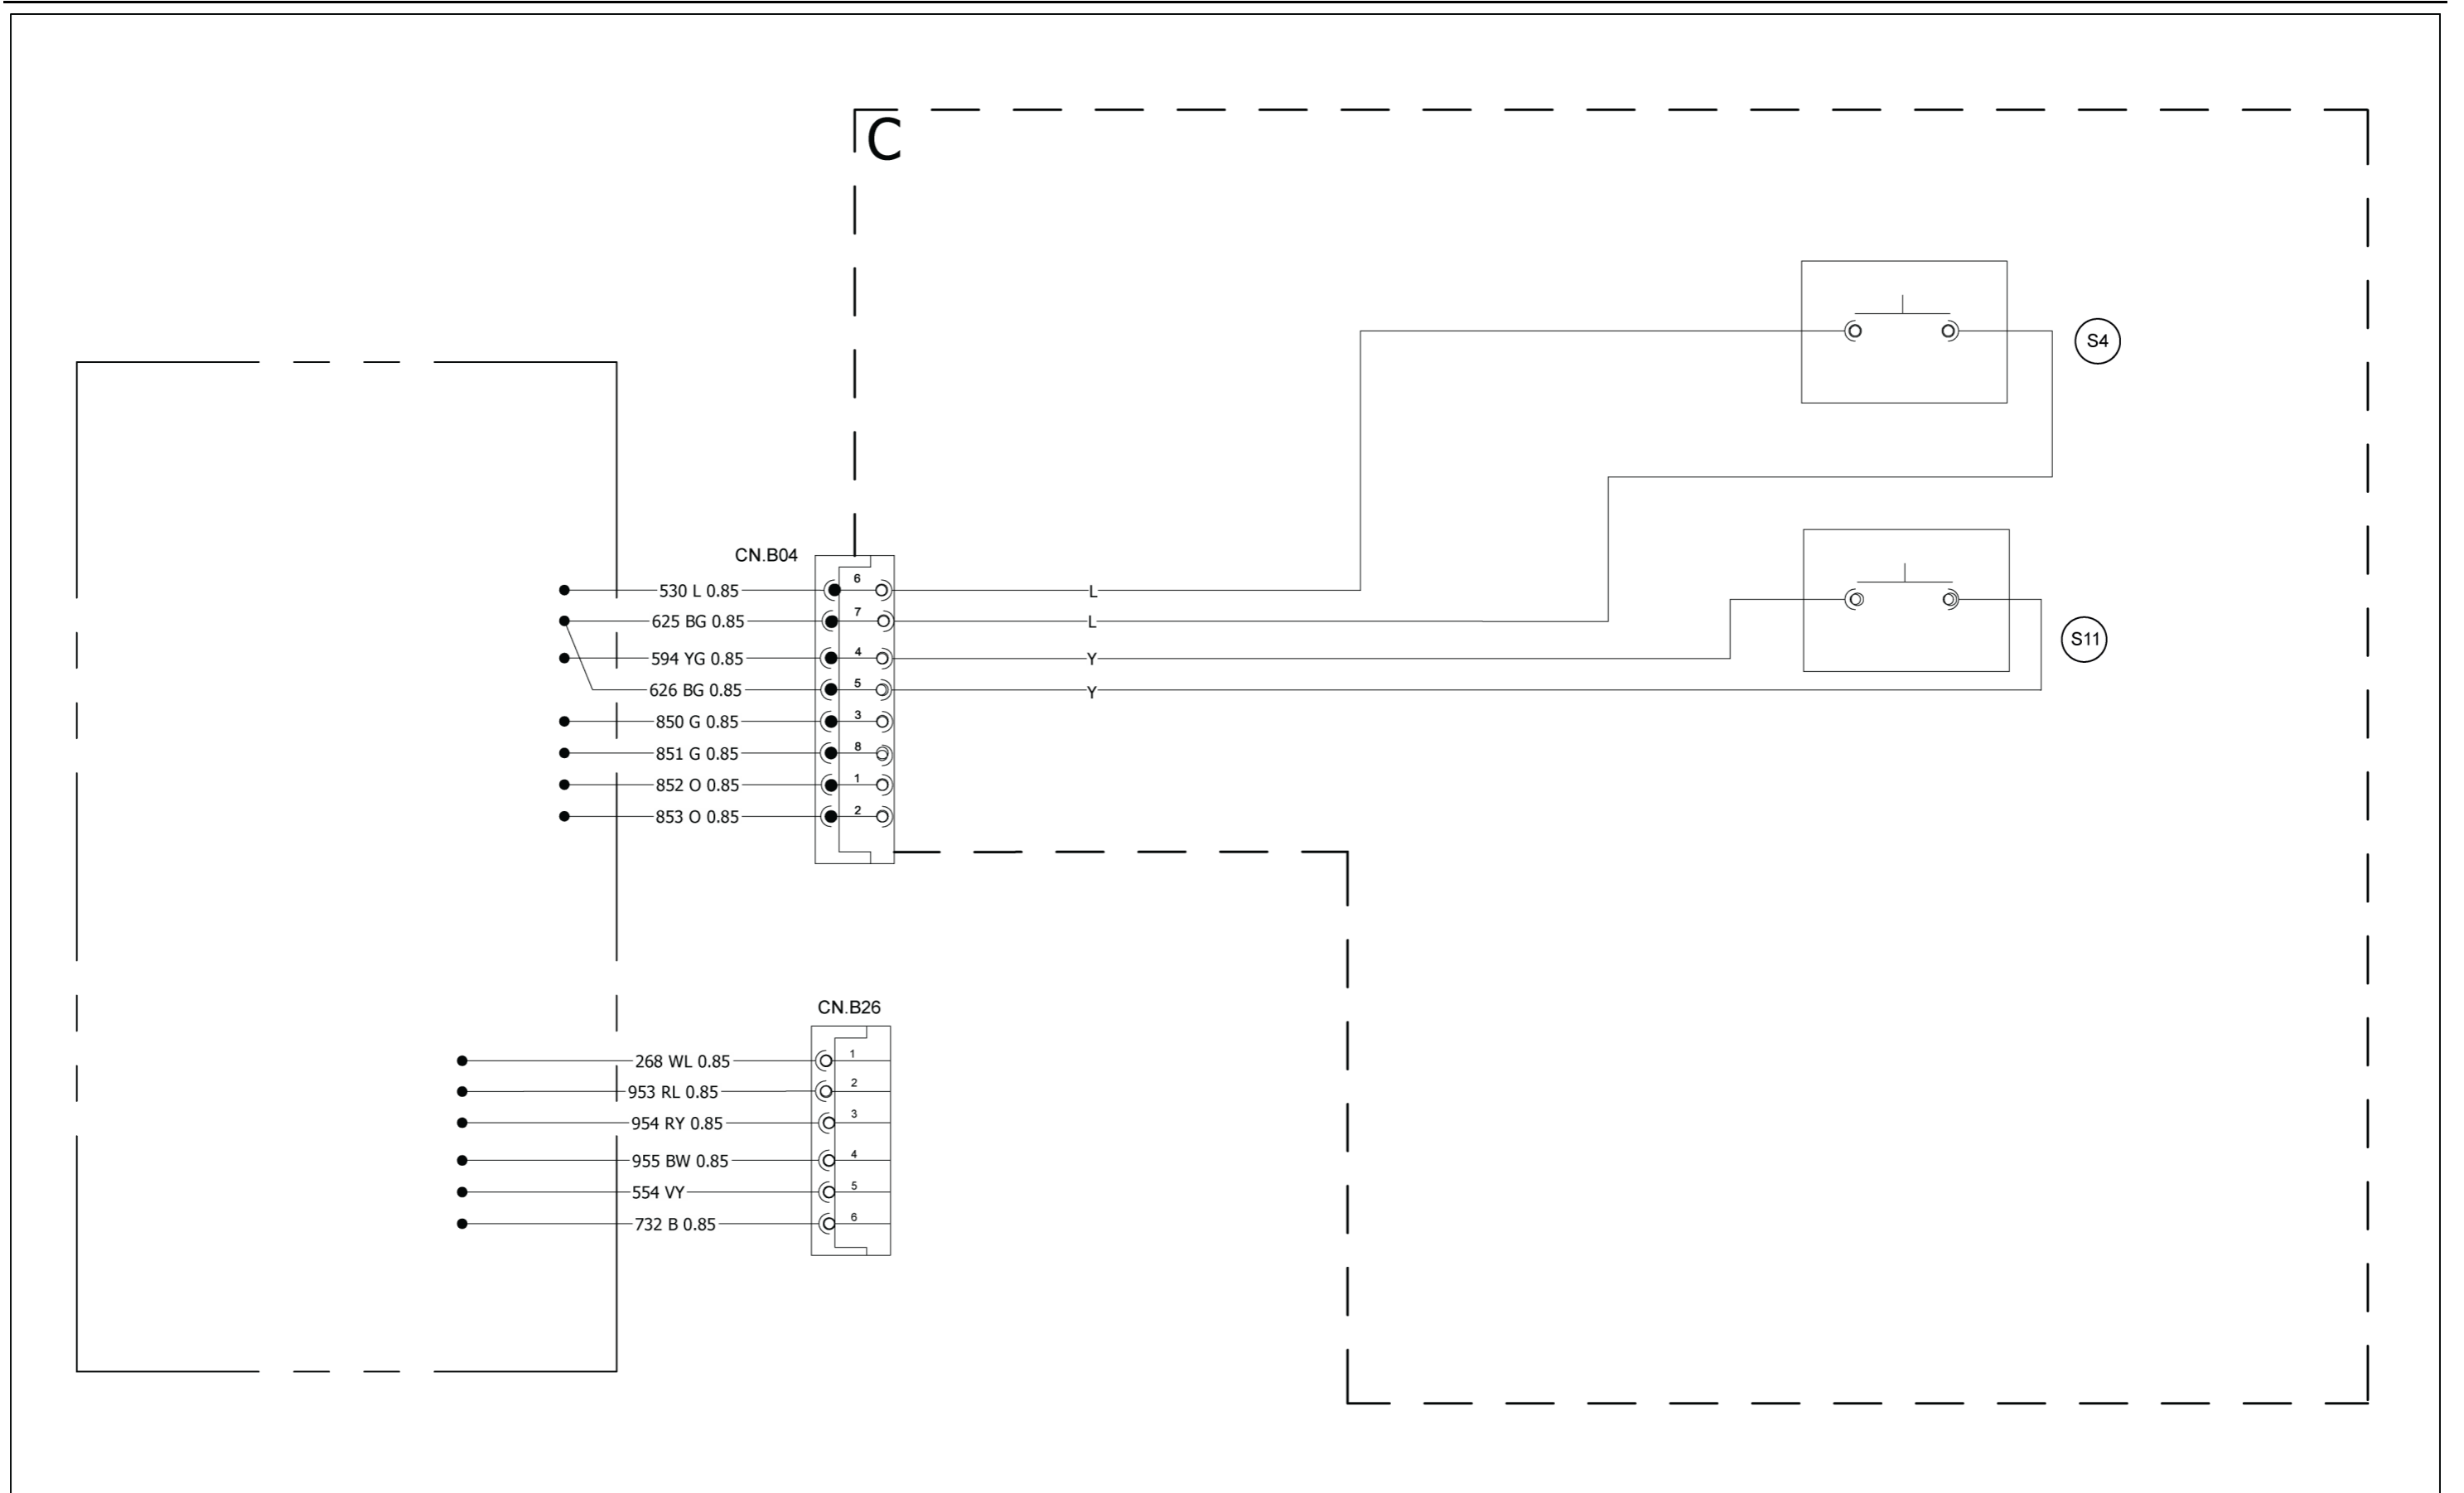 C
S4
CN.B04
530 L 0.85 6 L
625 BG 0.85 7 L
S11
594 YG 0.85 4 Y
626 BG 0.85 5 Y
850 G 0.85 3
851 G 0.85 8
852 O 0.85 1
853 O 0.85 2
CN.B26
268 WL 0.85 1
953 RL 0.85 2
954 RY 0.85 3
955 BW 0.85 4
554 VY 5
732 B 0.85 6